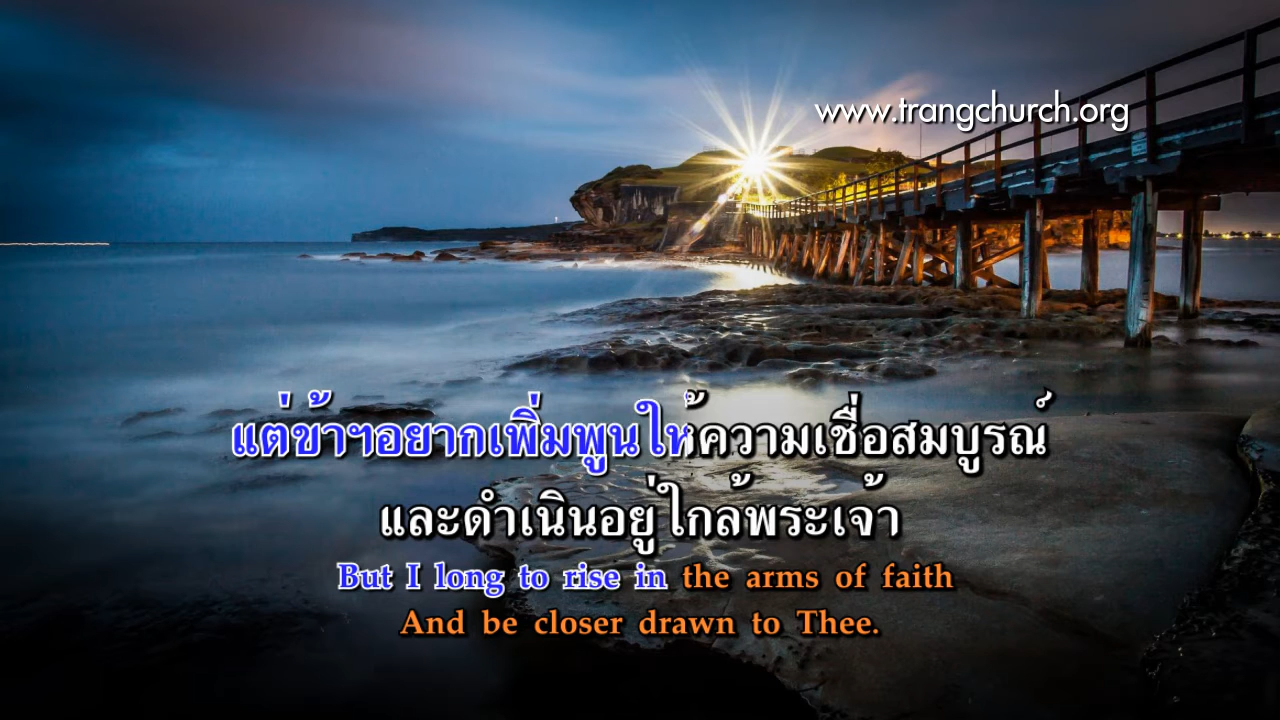 www.trangchurch.org
แต่ข้าฯอยากเพิ่มพูนให้ความเชื่อสมบูรณ์
และดำเนินอยู่ใกล้พระเจ้า
But I long to rise in the arms of faith
And be closer drawn to Thee.